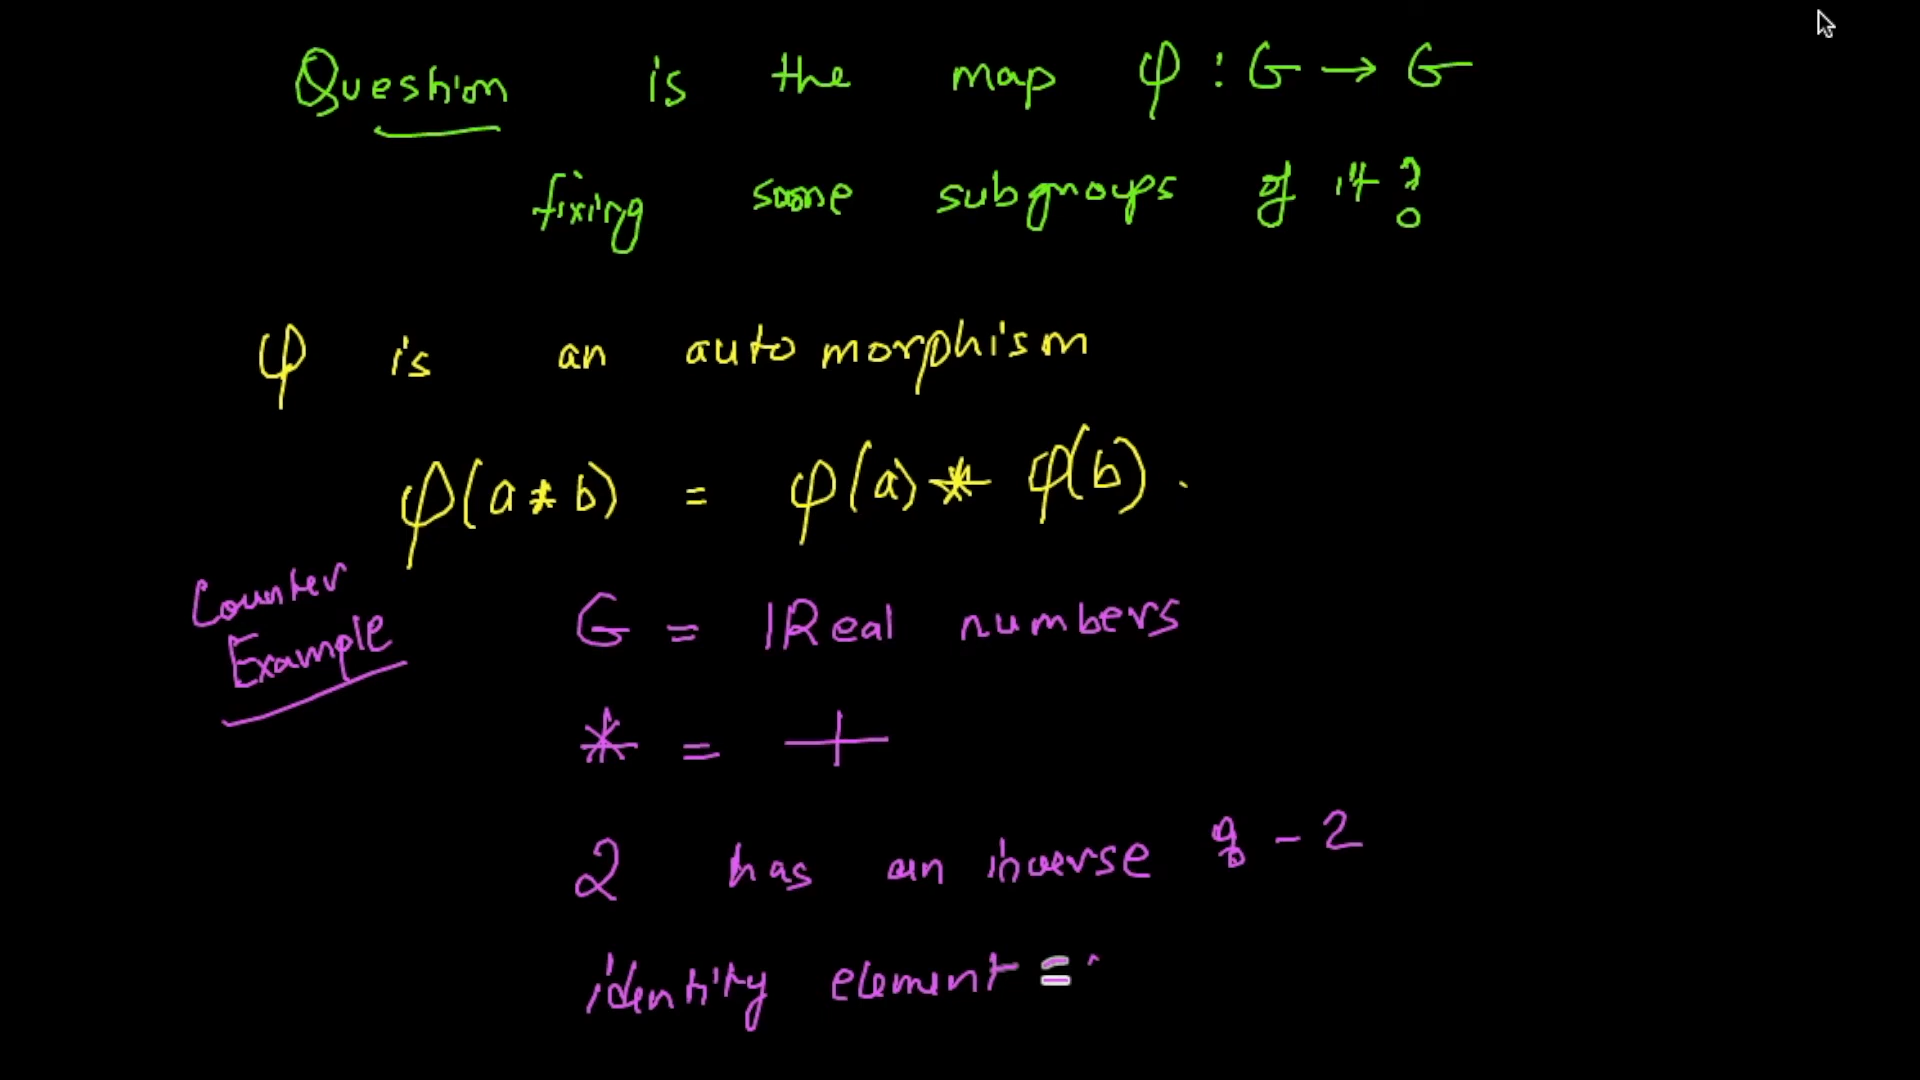 Question is the map φ : G → G
fixing some subgroups of it ?
φ is an automorphism
φ(a * b) = φ(a) * φ(b) .
Counter
Example
G = IReal numbers
* = +
2 has an inverse of - 2
identity element =